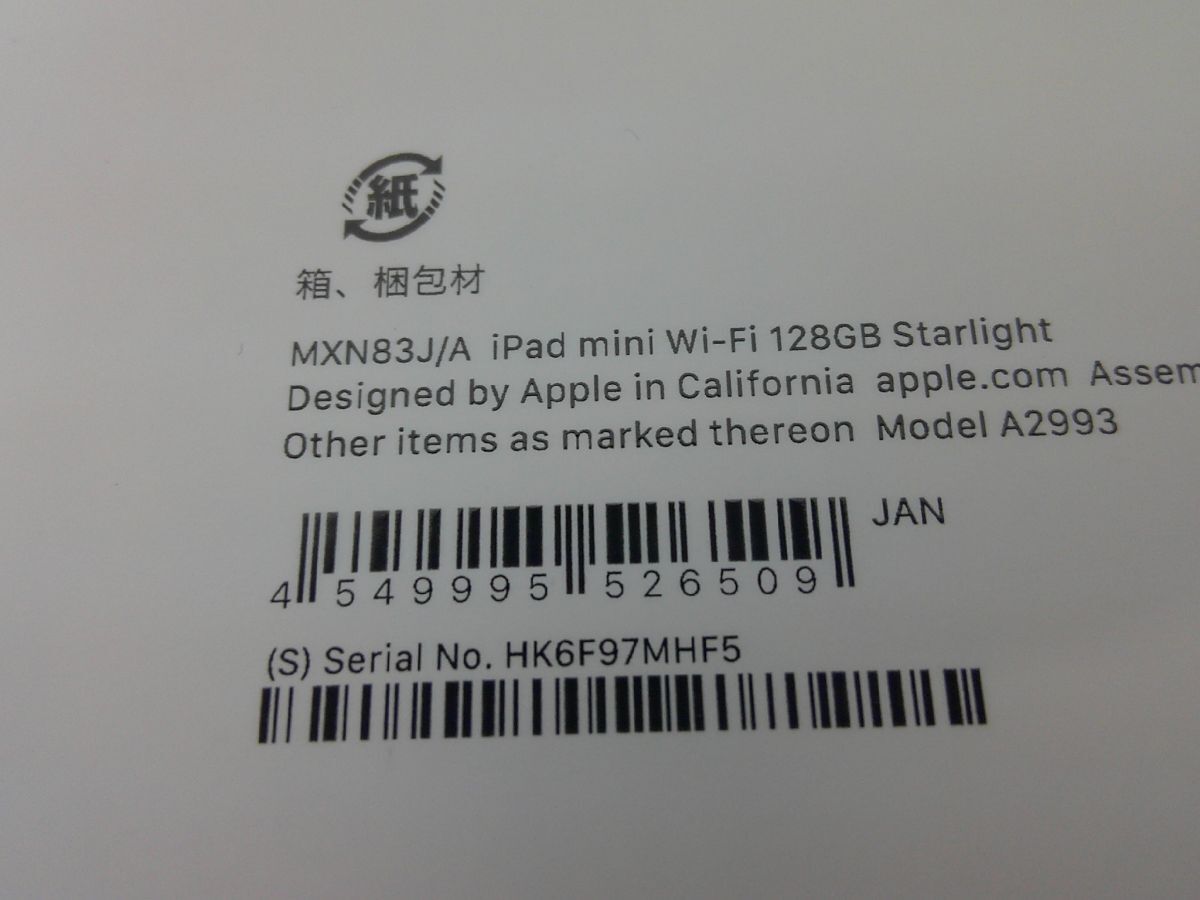 紙
箱、梱包材
MXN83J/A iPad mini Wi-Fi 128GB Starlight
Designed by Apple in California apple.com Assem
Other items as marked thereon Model A2993
JAN
4 549995 526509
(S) Serial No. HK6F97MHF5